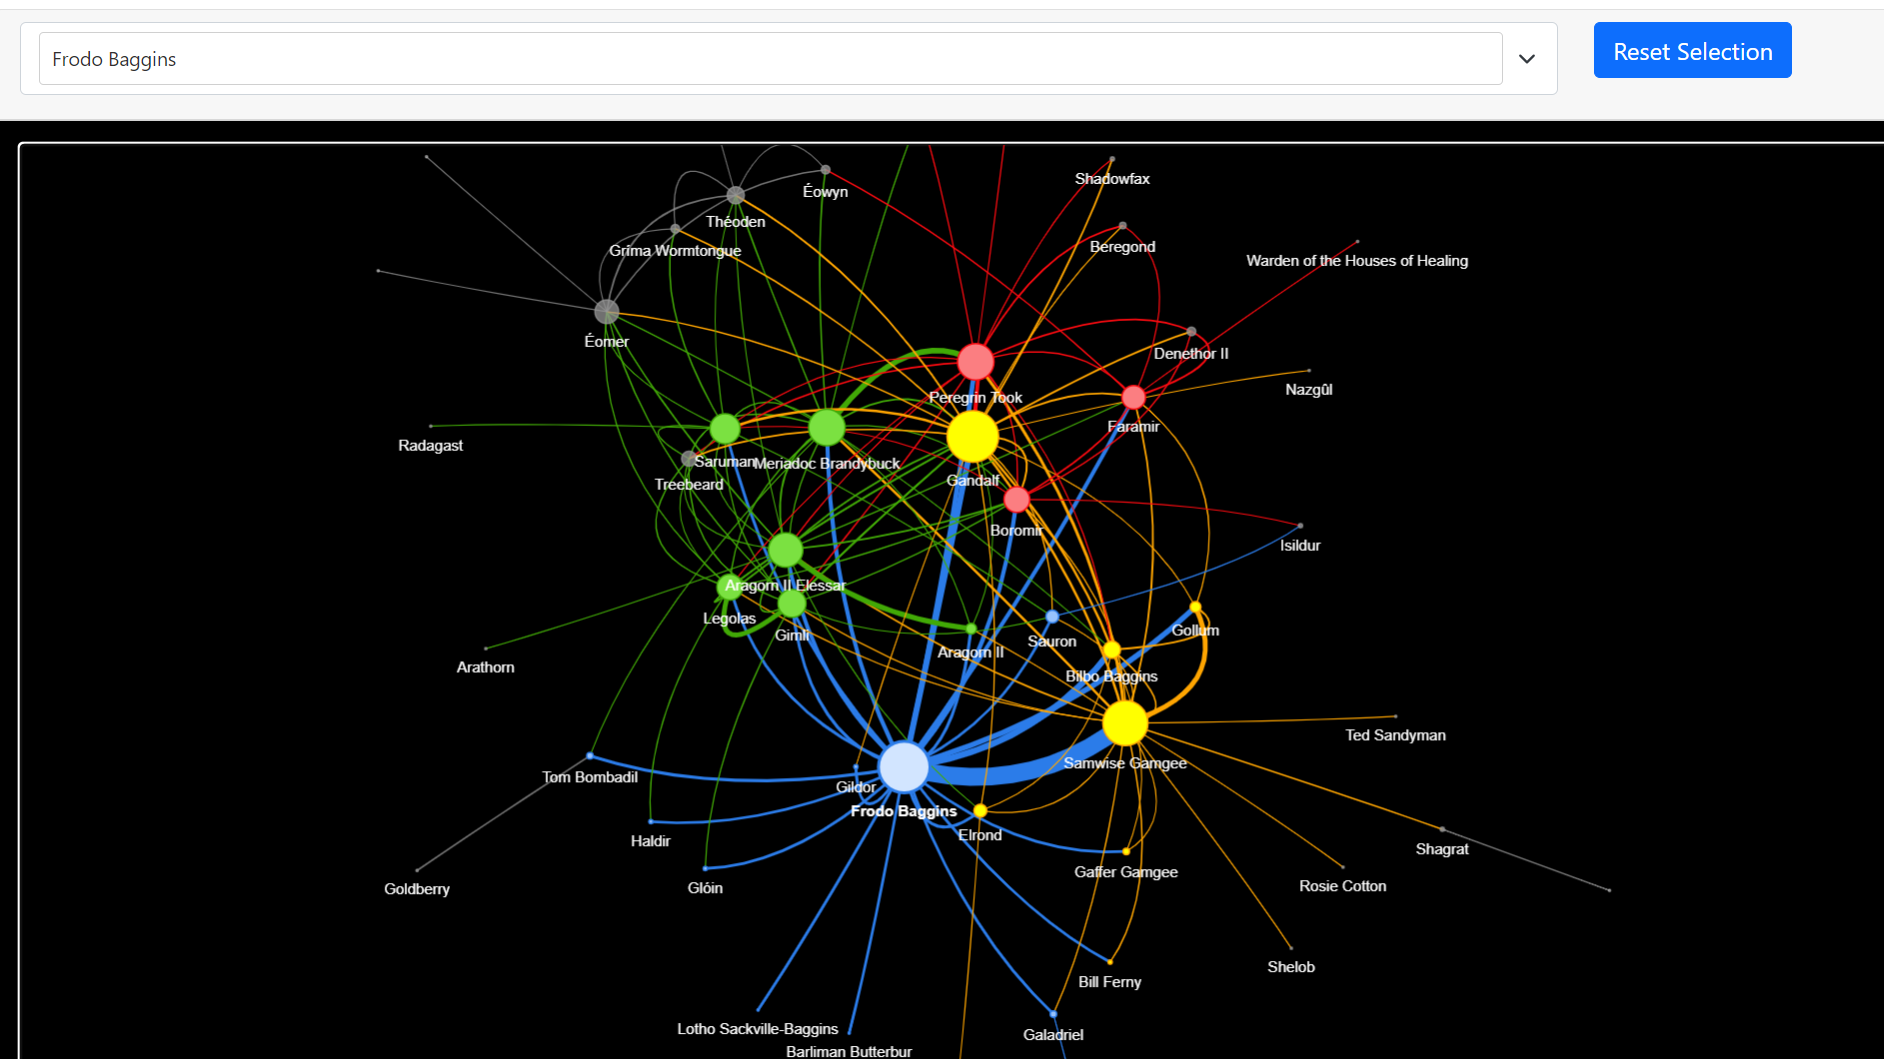 Frodo Baggins
Reset Selection
Shadowfax
Éowyn
Théoden
Gríma Wormtongue
Beregond
Warden of the Houses of Healing
Éomer
Denethor II
Nazgûl
Peregrin Took
Faramir
Radagast
Saruman
Meriadoc Brandybuck
Treebeard
Gandalf
Boromir
Isildur
Aragorn II Elessar
Legolas
Gimli
Gollum
Sauron
Aragorn II
Arathorn
Bilbo Baggins
Ted Sandyman
Samwise Gamgee
Tom Bombadil
Gildor
Frodo Baggins
Elrond
Haldir
Shagrat
Gaffer Gamgee
Goldberry
Glóin
Rosie Cotton
Shelob
Bill Ferny
Lotho Sackville-Baggins
Galadriel
Barliman Butterbur